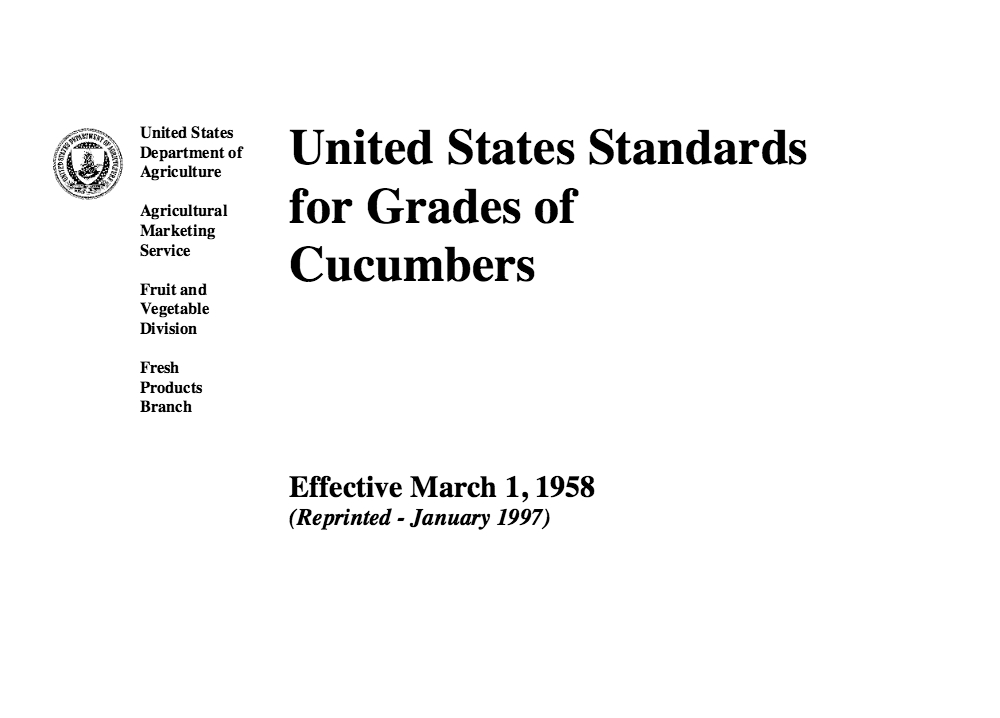 United States
Department of
Agriculture
Agricultural
Marketing
Service
Fruit and
Vegetable
Division
Fresh
Products
Branch
United States Standards
for Grades of
Cucumbers
Effective March 1, 1958
(Reprinted - January 1997)
UNITED STATES DEPARTMENT OF AGRICULTURE